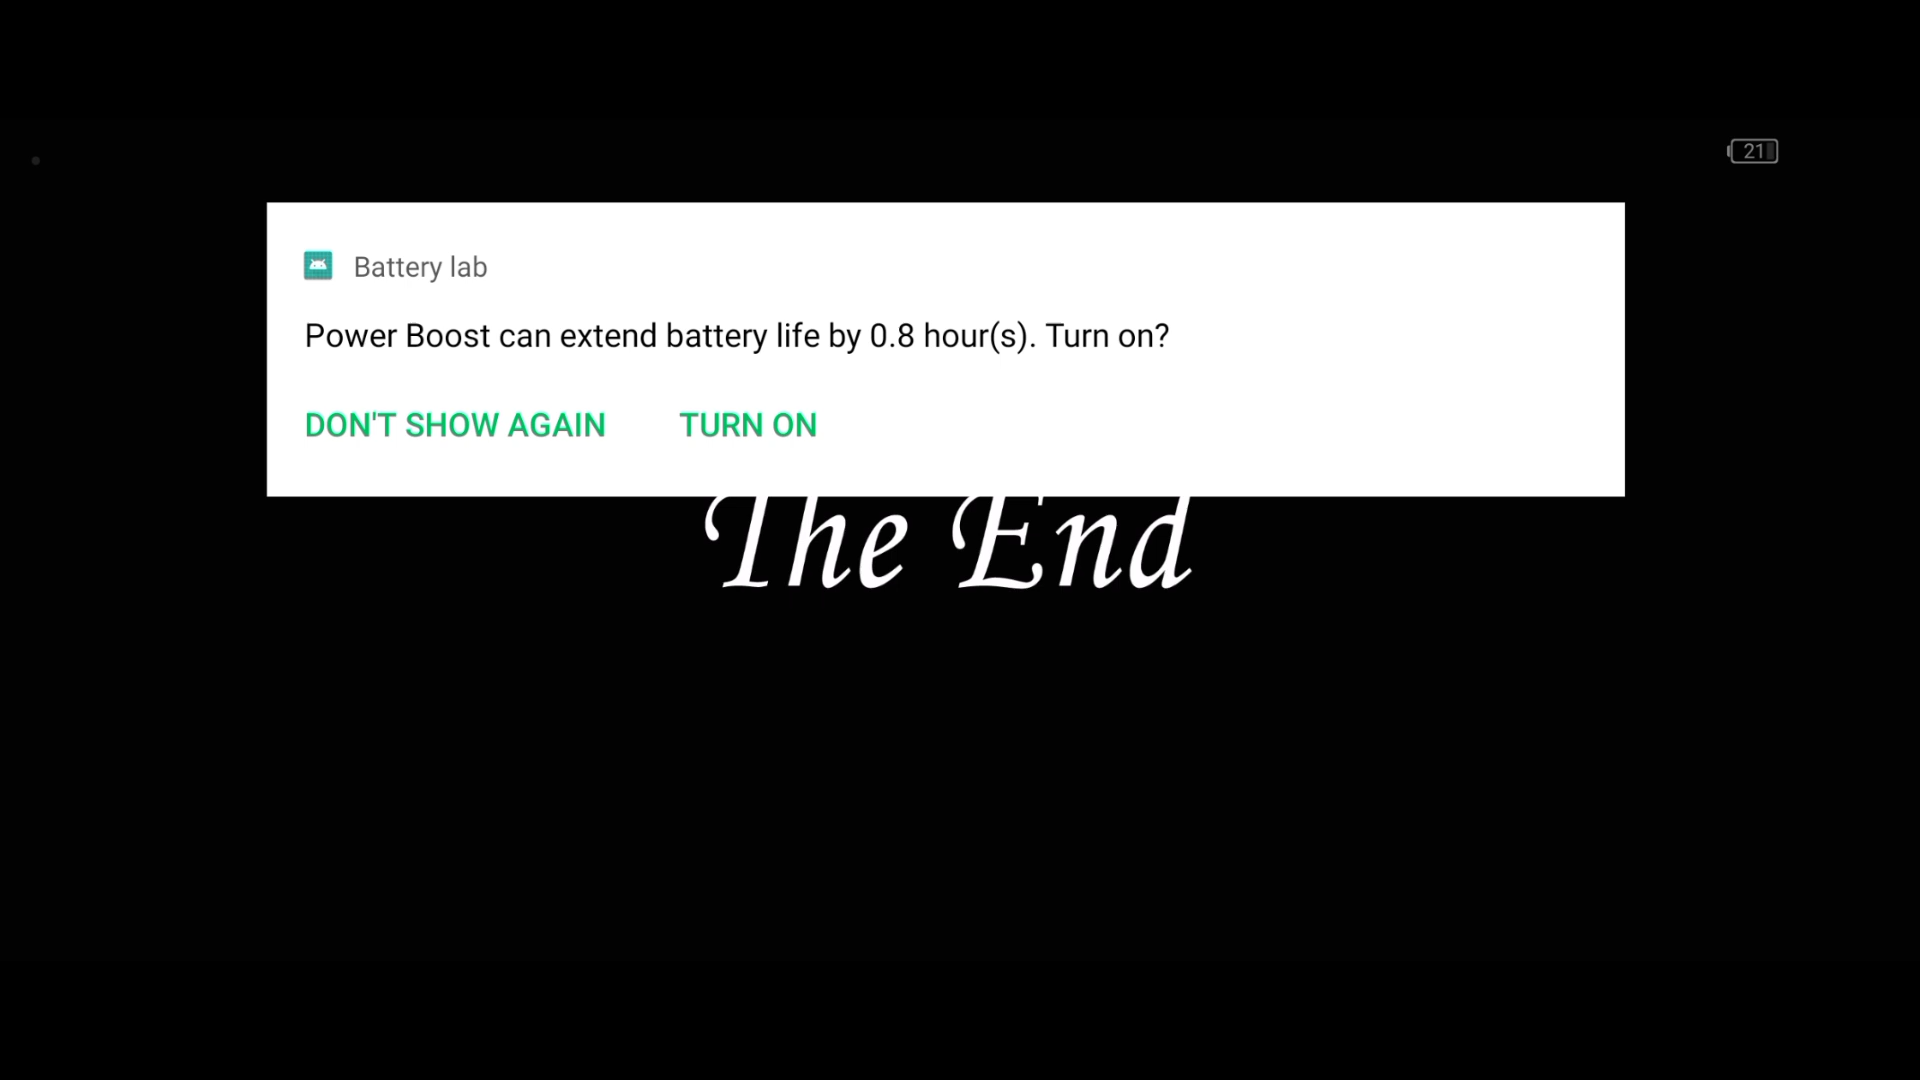 21
Battery lab
Power Boost can extend battery life by 0.8 hour(s). Turn on?
DON'T SHOW AGAIN TURN ON
The End